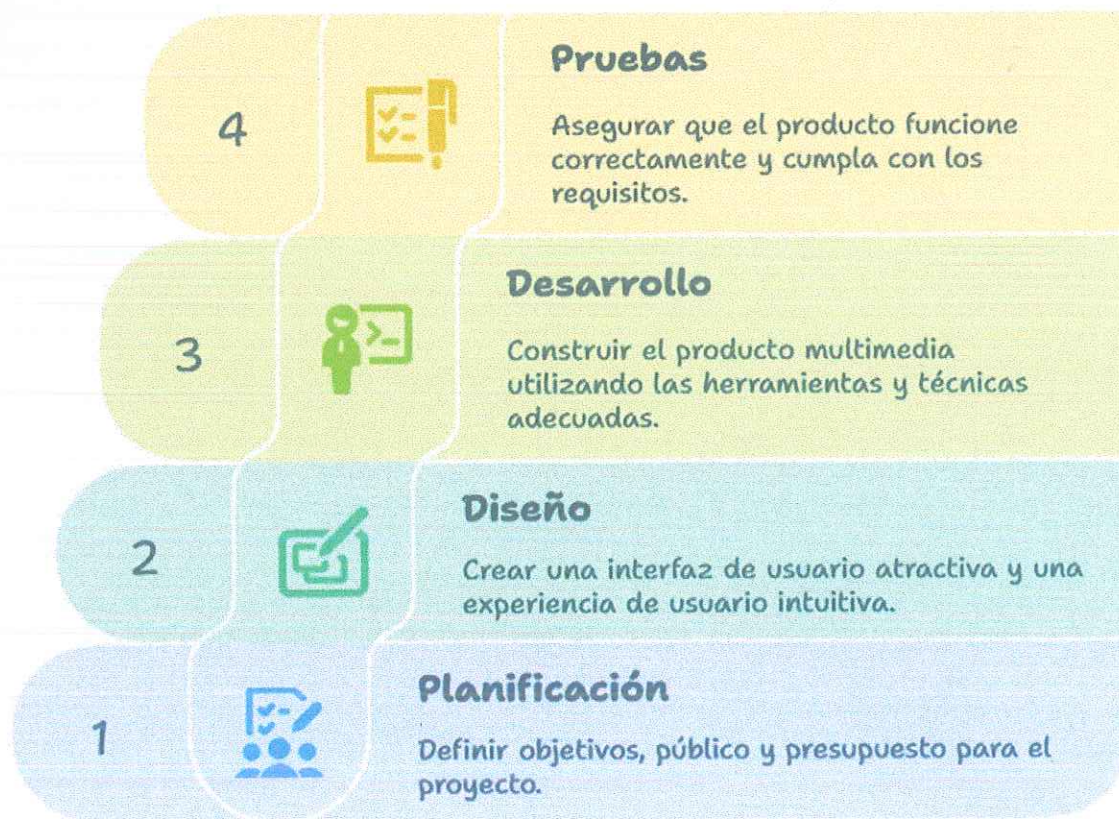 4
Pruebas
Asegurar que el producto funcione
correctamente y cumpla con los
requisitos.
3
Desarrollo
Construir el producto multimedia
utilizando las herramientas y técnicas
adecuadas.
2
Diseño
Crear una interfaz de usuario atractiva y una
experiencia de usuario intuitiva.
1
Planificación
Definir objetivos, público y presupuesto para el
proyecto.